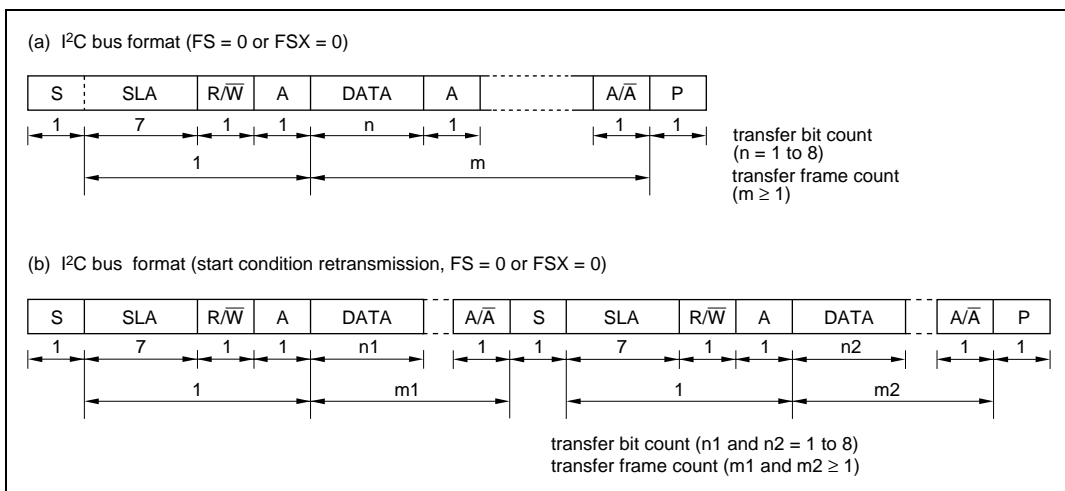 (a) I²C bus format (FS = 0 or FSX = 0)
S SLA R/W̅ A DATA A A/A̅ P
1 7 1 1 n 1 1 1
transfer bit count
(n = 1 to 8)
1 m
transfer frame count
(m ≥ 1)
(b) I²C bus format (start condition retransmission, FS = 0 or FSX = 0)
S SLA R/W̅ A DATA A/A̅ S SLA R/W̅ A DATA A/A̅ P
1 7 1 1 n1 1 1 7 1 1 n2 1 1
1 m1 1 m2
transfer bit count (n1 and n2 = 1 to 8)
transfer frame count (m1 and m2 ≥ 1)